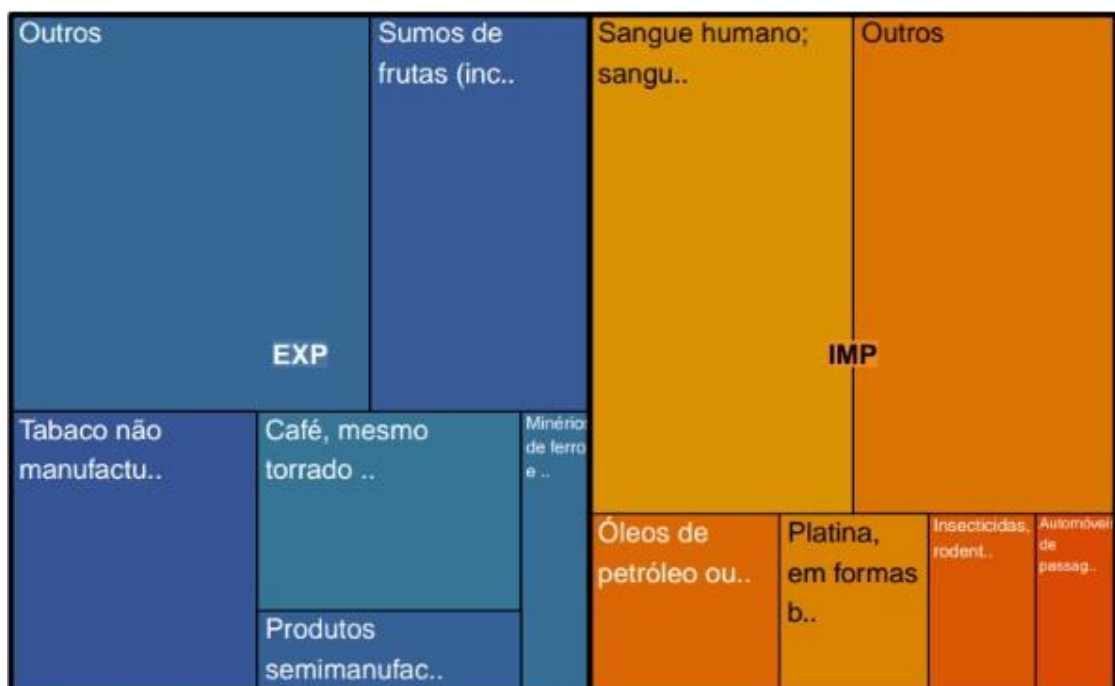 Outros
Sumos de
frutas (inc..
EXP
Tabaco não
manufactu..
Café, mesmo
torrado ..
Minérios
de ferro
e ..
Produtos
semimanufac..
Sangue humano;
sangu..
Outros
IMP
Óleos de
petróleo ou..
Platina,
em formas
b..
Insecticidas,
rodent..
Automóveis
de
passag..